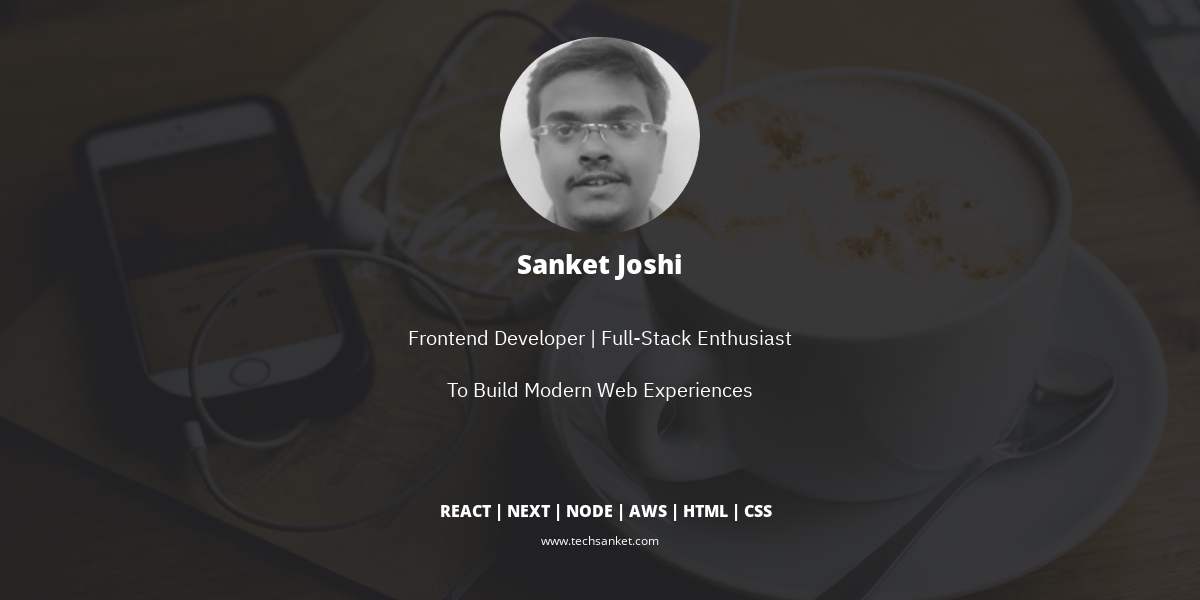 Sanket Joshi
Frontend Developer | Full-Stack Enthusiast
To Build Modern Web Experiences
REACT | NEXT | NODE | AWS | HTML | CSS
www.techsanket.com